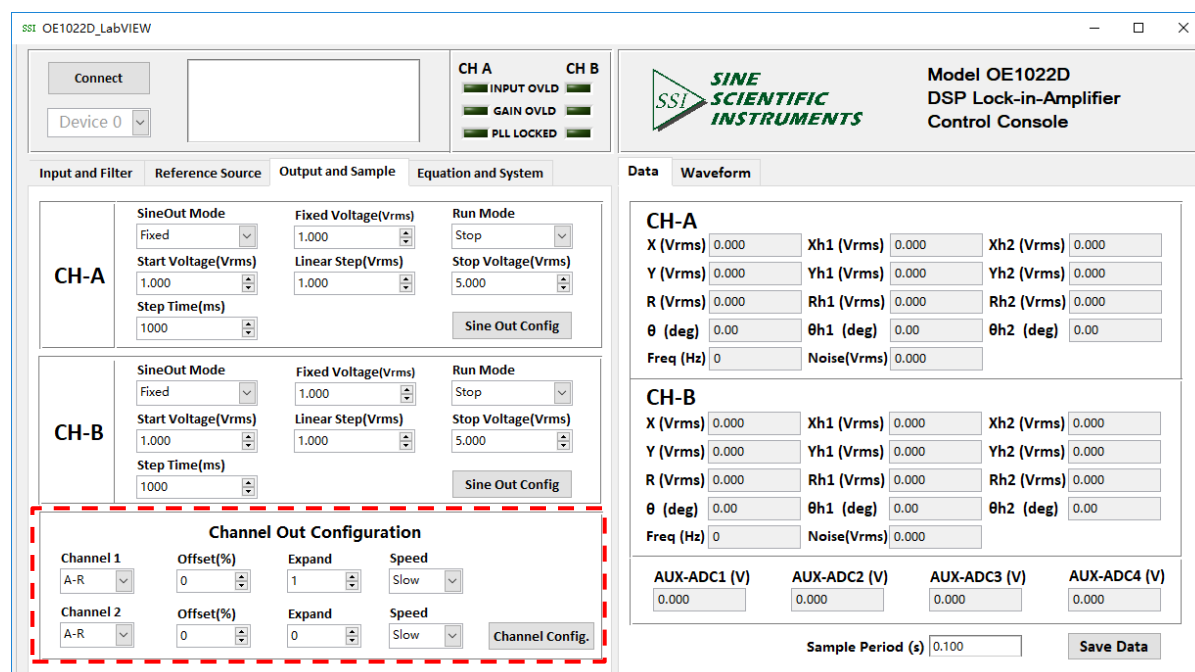 SSI OE1022D_LabVIEW
Connect
Device 0
CH A CH B
INPUT OVLD
GAIN OVLD
PLL LOCKED
SSI
SINE
SCIENTIFIC
INSTRUMENTS
Model OE1022D
DSP Lock-in-Amplifier
Control Console
Input and Filter Reference Source Output and Sample Equation and System
CH-A
SineOut Mode Fixed Voltage(Vrms) Run Mode
Fixed 1.000 Stop
Start Voltage(Vrms) Linear Step(Vrms) Stop Voltage(Vrms)
1.000 1.000 5.000
Step Time(ms)
1000 Sine Out Config
CH-B
SineOut Mode Fixed Voltage(Vrms) Run Mode
Fixed 1.000 Stop
Start Voltage(Vrms) Linear Step(Vrms) Stop Voltage(Vrms)
1.000 1.000 5.000
Step Time(ms)
1000 Sine Out Config
Channel Out Configuration
Channel 1 Offset(%) Expand Speed
A-R 0 1 Slow
Channel 2 Offset(%) Expand Speed
A-R 0 0 Slow Channel Config.
Data Waveform
CH-A
X (Vrms) 0.000 Xh1 (Vrms) 0.000 Xh2 (Vrms) 0.000
Y (Vrms) 0.000 Yh1 (Vrms) 0.000 Yh2 (Vrms) 0.000
R (Vrms) 0.000 Rh1 (Vrms) 0.000 Rh2 (Vrms) 0.000
θ (deg) 0.00 θh1 (deg) 0.00 θh2 (deg) 0.00
Freq (Hz) 0 Noise(Vrms) 0.000
CH-B
X (Vrms) 0.000 Xh1 (Vrms) 0.000 Xh2 (Vrms) 0.000
Y (Vrms) 0.000 Yh1 (Vrms) 0.000 Yh2 (Vrms) 0.000
R (Vrms) 0.000 Rh1 (Vrms) 0.000 Rh2 (Vrms) 0.000
θ (deg) 0.00 θh1 (deg) 0.00 θh2 (deg) 0.00
Freq (Hz) 0 Noise(Vrms) 0.000
AUX-ADC1 (V) AUX-ADC2 (V) AUX-ADC3 (V) AUX-ADC4 (V)
0.000 0.000 0.000 0.000
Sample Period (s) 0.100 Save Data